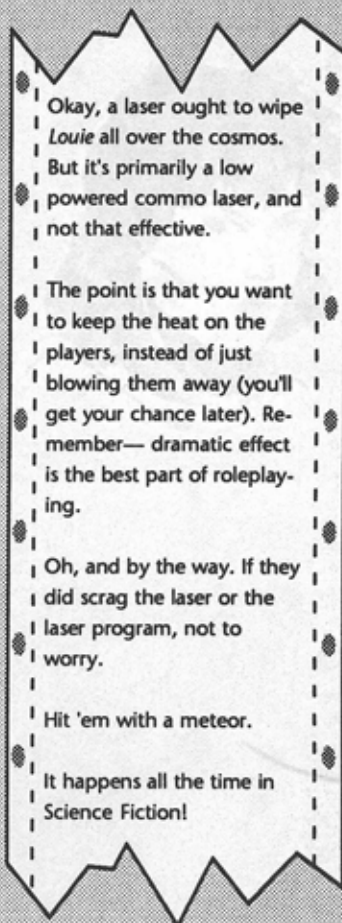 Okay, a laser ought to wipe
Louie all over the cosmos.
But it's primarily a low
powered commo laser, and
not that effective.
The point is that you want
to keep the heat on the
players, instead of just
blowing them away (you'll
get your chance later). Re-
member— dramatic effect
is the best part of roleplay-
ing.
Oh, and by the way. If they
did scrag the laser or the
laser program, not to
worry.
Hit 'em with a meteor.
It happens all the time in
Science Fiction!